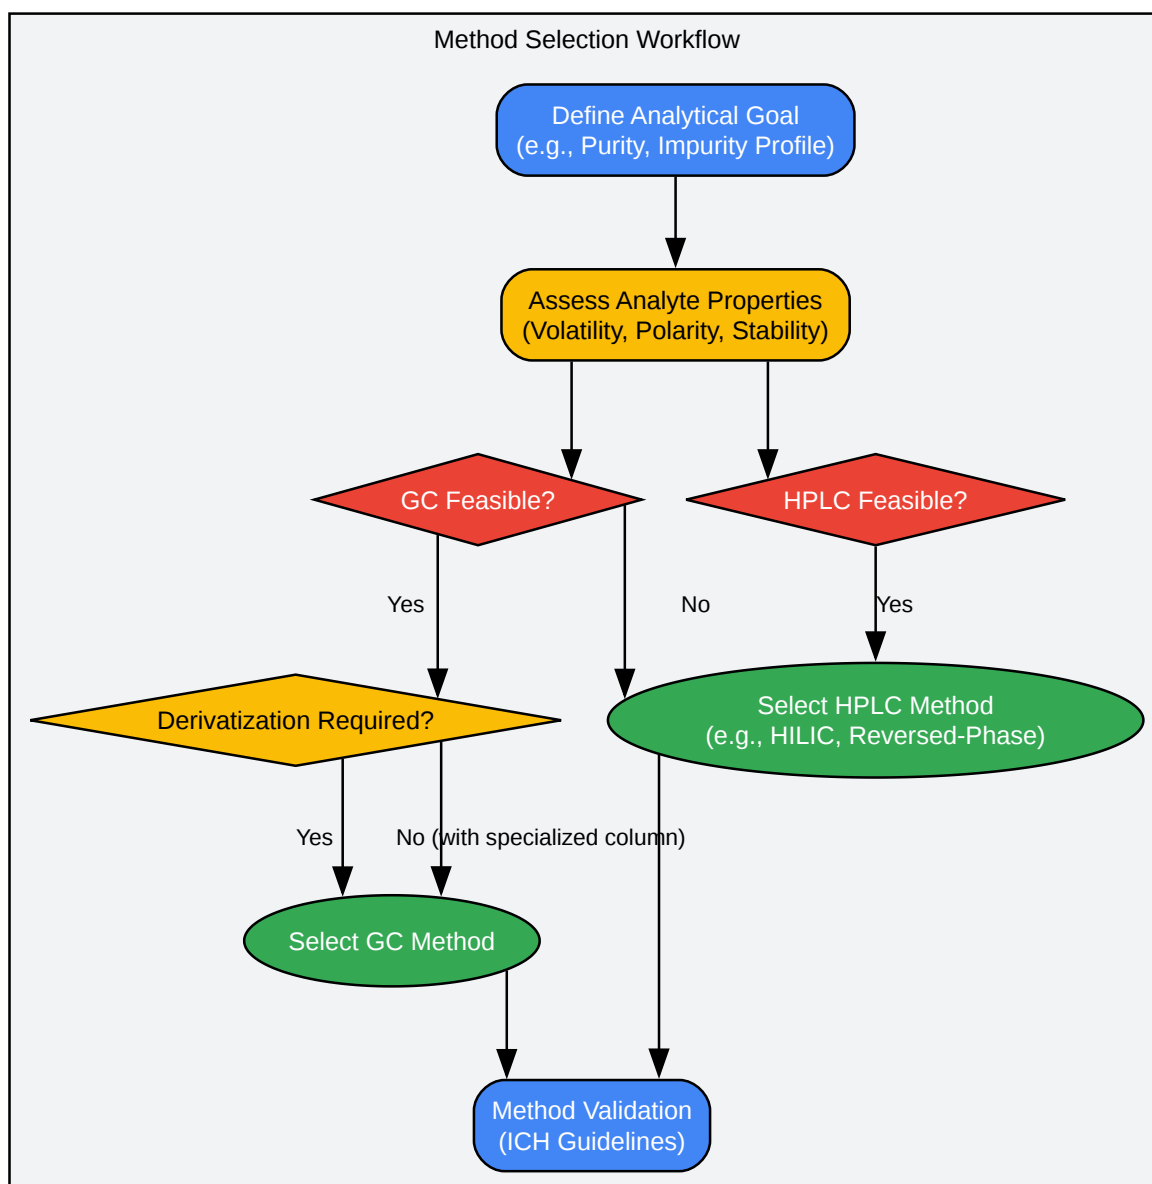 Method Selection Workflow
Define Analytical Goal
(e.g., Purity, Impurity Profile)
Assess Analyte Properties
(Volatility, Polarity, Stability)
GC Feasible?
HPLC Feasible?
Yes
No
Yes
Derivatization Required?
Select HPLC Method
(e.g., HILIC, Reversed-Phase)
Yes
No (with specialized column)
Select GC Method
Method Validation
(ICH Guidelines)